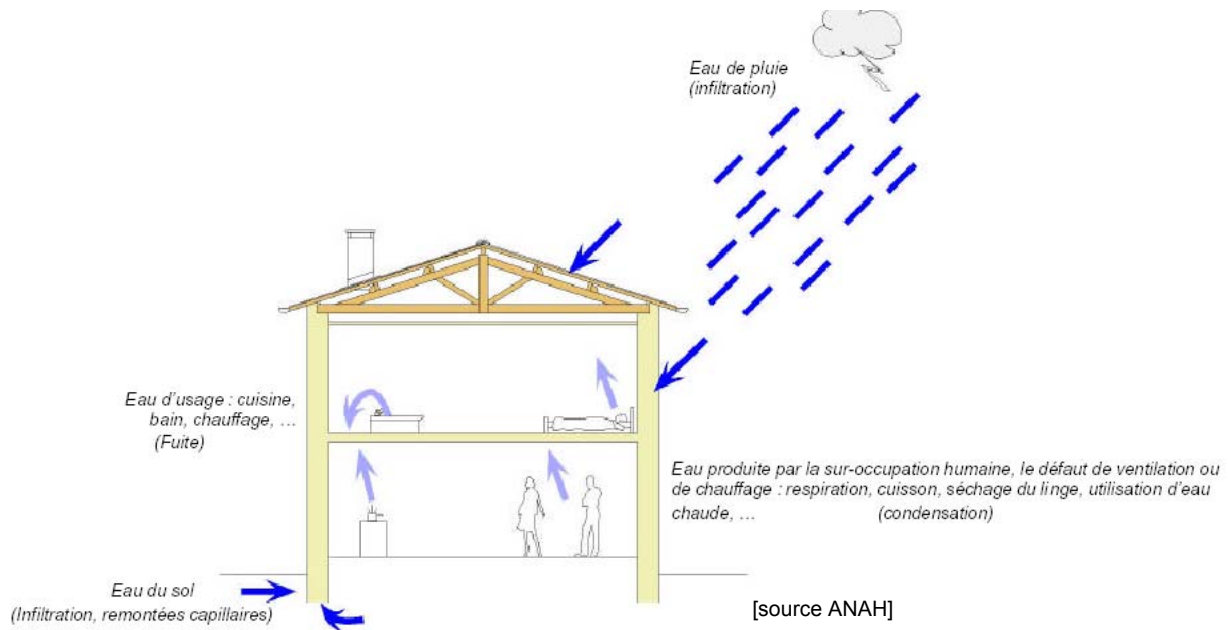 Eau de pluie
(infiltration)
Eau d'usage : cuisine,
bain, chauffage, ...
(Fuite)
Eau produite par la sur-occupation humaine, le défaut de ventilation ou
de chauffage : respiration, cuisson, séchage du linge, utilisation d'eau
chaude, ... (condensation)
Eau du sol
(Infiltration, remontées capillaires)
[source ANAH]